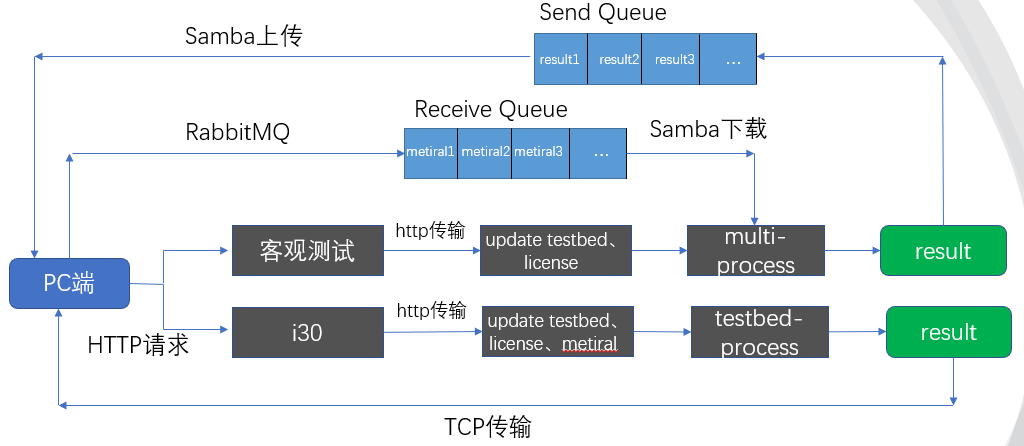 Send Queue
Samba上传
result1 result2 result3 ...
Receive Queue
RabbitMQ
Samba下载
metiral1 metiral2 metiral3 ...
客观测试
http传输
update testbed、
license
multi-
process
result
PC端
http传输
i30
update testbed、
license、metiral
testbed-
process
result
HTTP请求
TCP传输